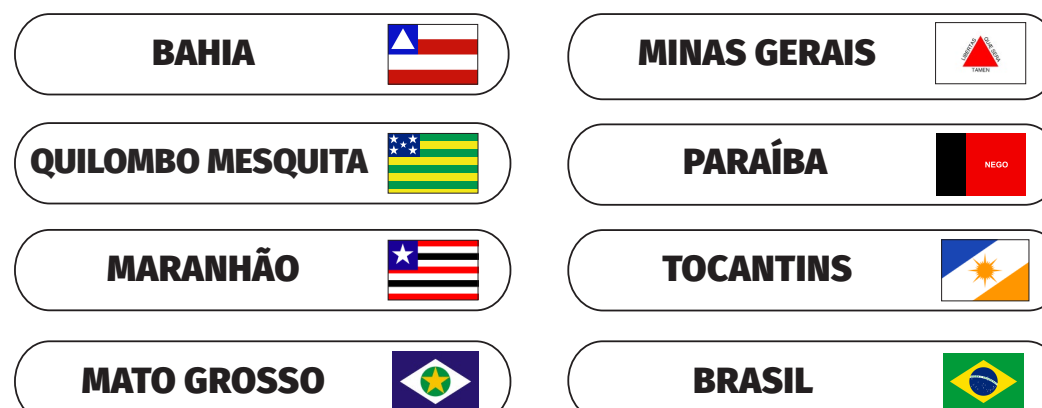 BAHIA
MINAS GERAIS
LIBERTAS QUÆ SERA
TAMEN
QUILOMBO MESQUITA
PARAÍBA
NEGO
MARANHÃO
TOCANTINS
MATO GROSSO
BRASIL